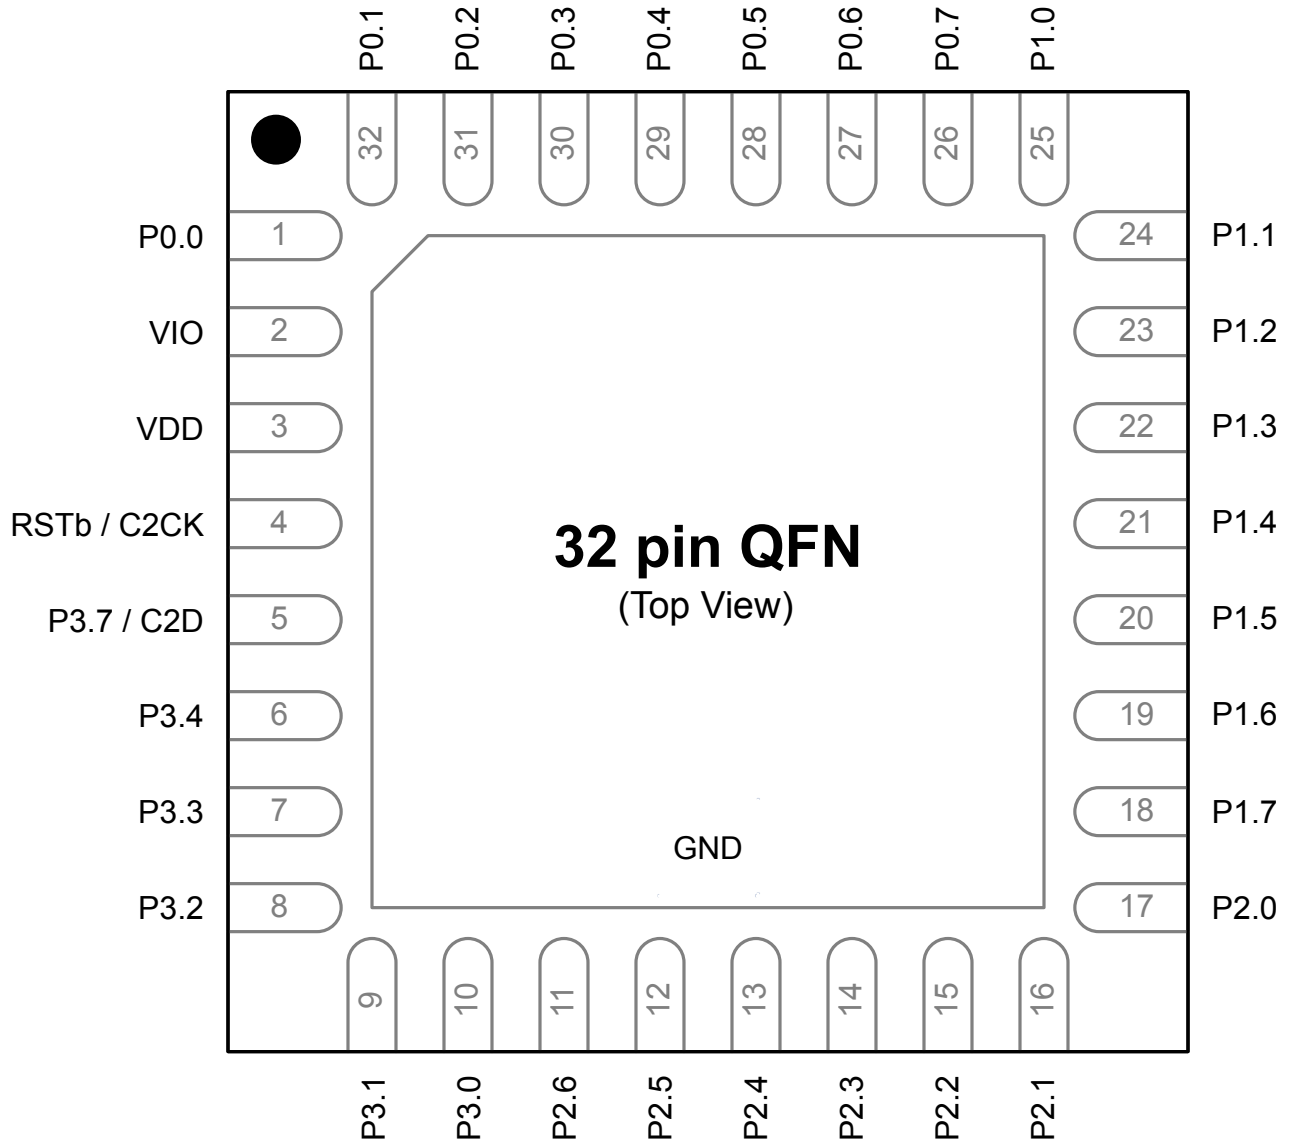 P0.1 P0.2 P0.3 P0.4 P0.5 P0.6 P0.7 P1.0
32 31 30 29 28 27 26 25
P0.0 1 24 P1.1
VIO 2 23 P1.2
VDD 3 22 P1.3
RSTb / C2CK 4 21 P1.4
32 pin QFN
(Top View)
P3.7 / C2D 5 20 P1.5
P3.4 6 19 P1.6
P3.3 7 18 P1.7
GND
P3.2 8 17 P2.0
9 10 11 12 13 14 15 16
P3.1 P3.0 P2.6 P2.5 P2.4 P2.3 P2.2 P2.1